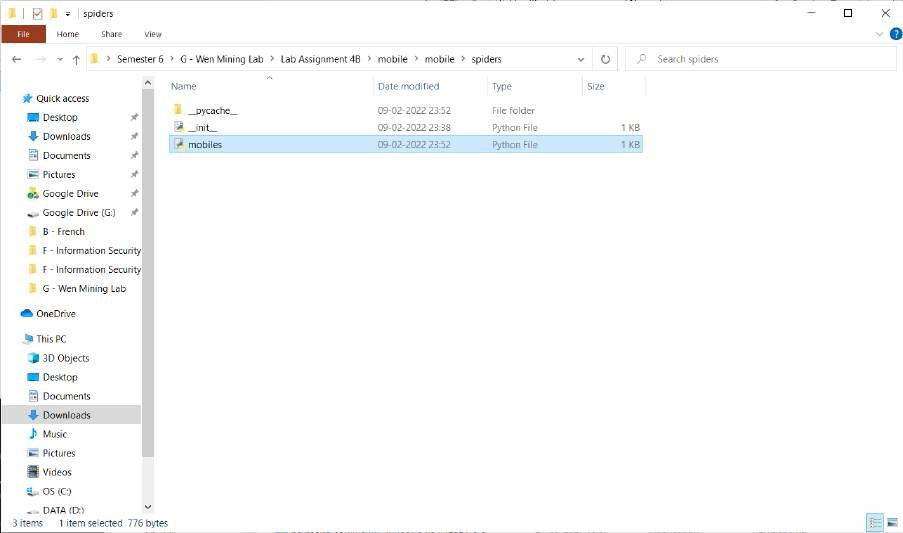 spiders
File Home Share View
Semester 6 > G - Wen Mining Lab > Lab Assignment 4B > mobile > mobile > spiders
Search spiders
Name Date modified Type Size
__pycache__ 09-02-2022 23:52 File folder
__init__ 09-02-2022 23:38 Python File 1 KB
mobiles 09-02-2022 23:52 Python File 1 KB
Quick access
Desktop
Downloads
Documents
Pictures
Google Drive
Google Drive (G:)
B - French
F - Information Security
F - Information Security
G - Wen Mining Lab
OneDrive
This PC
3D Objects
Desktop
Documents
Downloads
Music
Pictures
Videos
OS (C:)
DATA (D:)
3 items 1 item selected 776 bytes